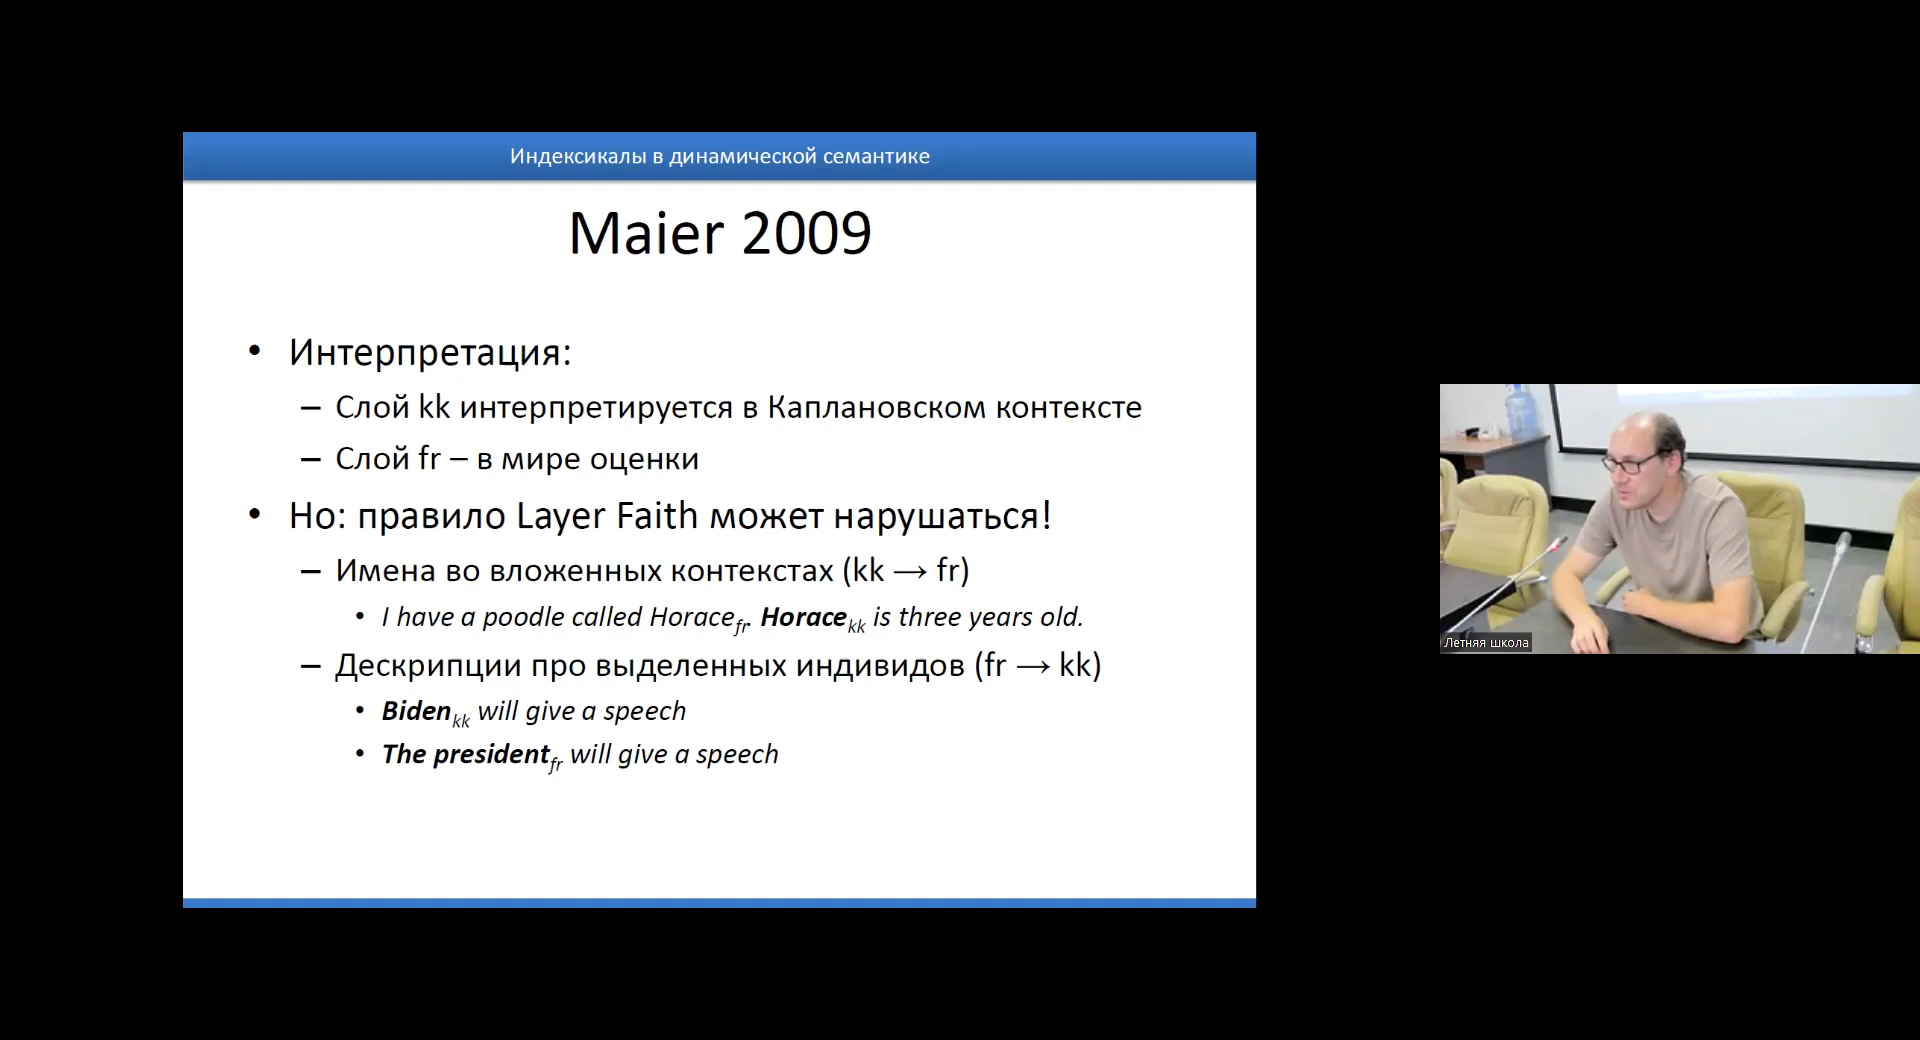 Индексикалы в динамической семантике
Maier 2009
• Интерпретация:
– Слой kk интерпретируется в Каплановском контексте
– Слой fr – в мире оценки
• Но: правило Layer Faith может нарушаться!
– Имена во вложенных контекстах (kk → fr)
• I have a poodle called Horace_fr. Horace_kk is three years old.
– Дескрипции про выделенных индивидов (fr → kk)
• Biden_kk will give a speech
• The president_fr will give a speech
Летняя школа